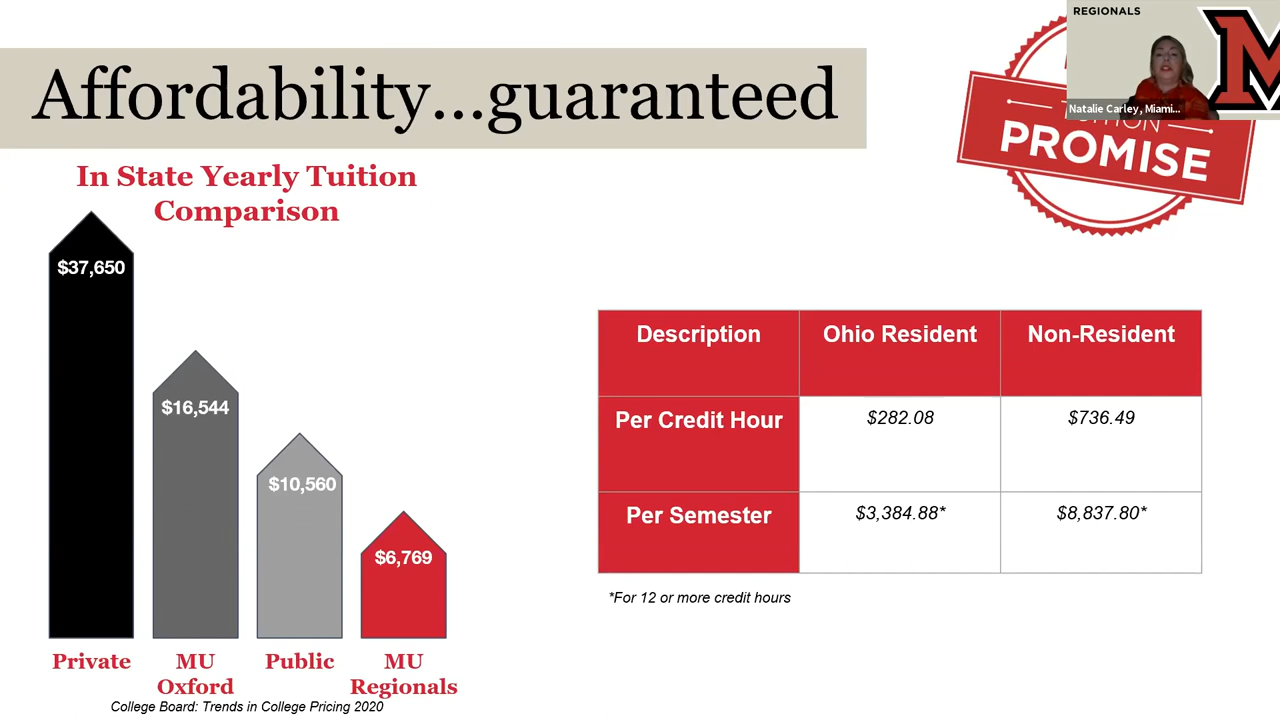 REGIONALS
Natalie Carley, Miami...
Affordability...guaranteed
PROMISE
In State Yearly Tuition
Comparison
$37,650
$16,544
$10,560
$6,769
Private
MU
Oxford
Public
MU
Regionals
College Board: Trends in College Pricing 2020
Description
Ohio Resident
Non-Resident
Per Credit Hour
$282.08
$736.49
Per Semester
$3,384.88*
$8,837.80*
*For 12 or more credit hours